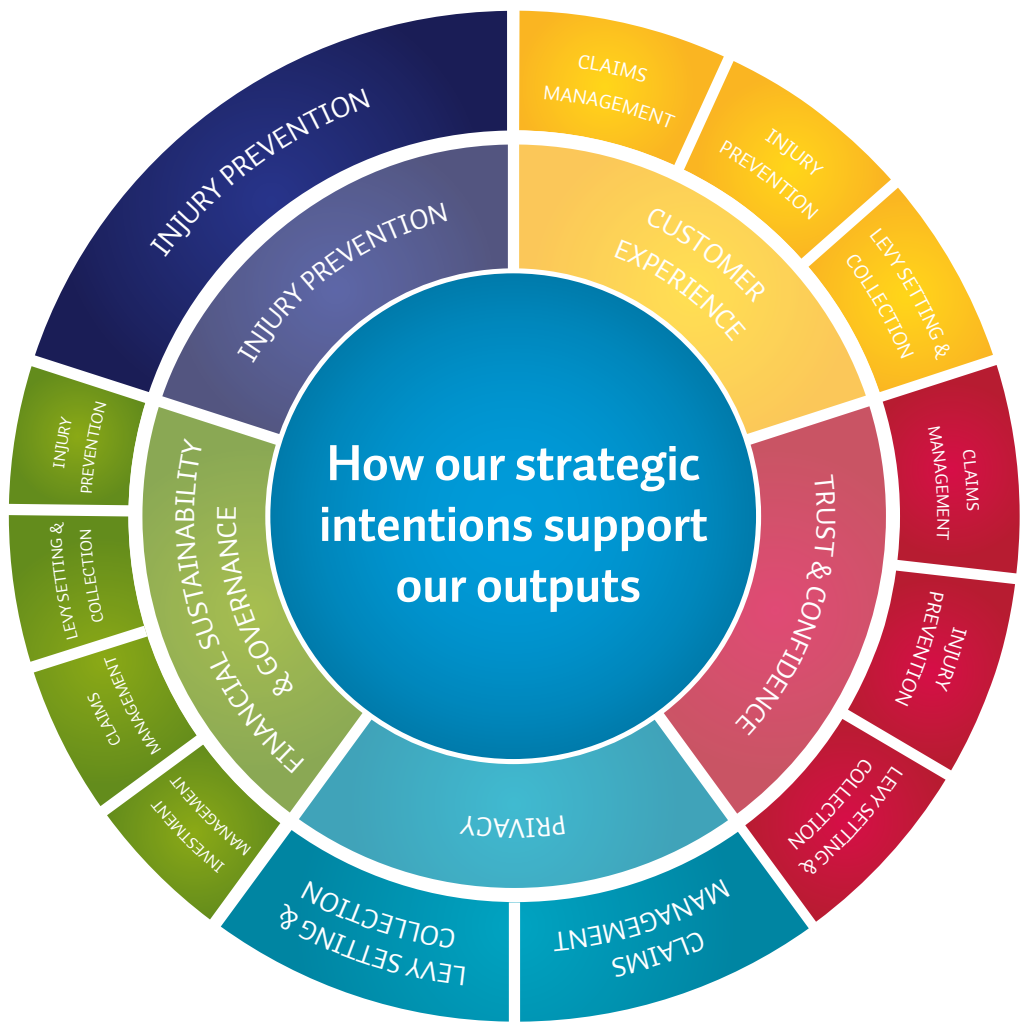 How our strategic
intentions support
our outputs
CUSTOMER
EXPERIENCE
CLAIMS
MANAGEMENT
INJURY
PREVENTION
LEVY SETTING &
COLLECTION
TRUST & CONFIDENCE
CLAIMS
MANAGEMENT
INJURY
PREVENTION
LEVY SETTING &
COLLECTION
PRIVACY
CLAIMS
MANAGEMENT
LEVY SETTTING &
COLLECTION
FINANCIAL SUSTAINABILITY
& GOVERNANCE
INVESTMENT
MANAGEMENT
CLAIMS
MANAGEMENT
LEVY SETTING &
COLLECTION
INJURY
PREVENTION
INJURY PREVENTION
INJURY PREVENTION